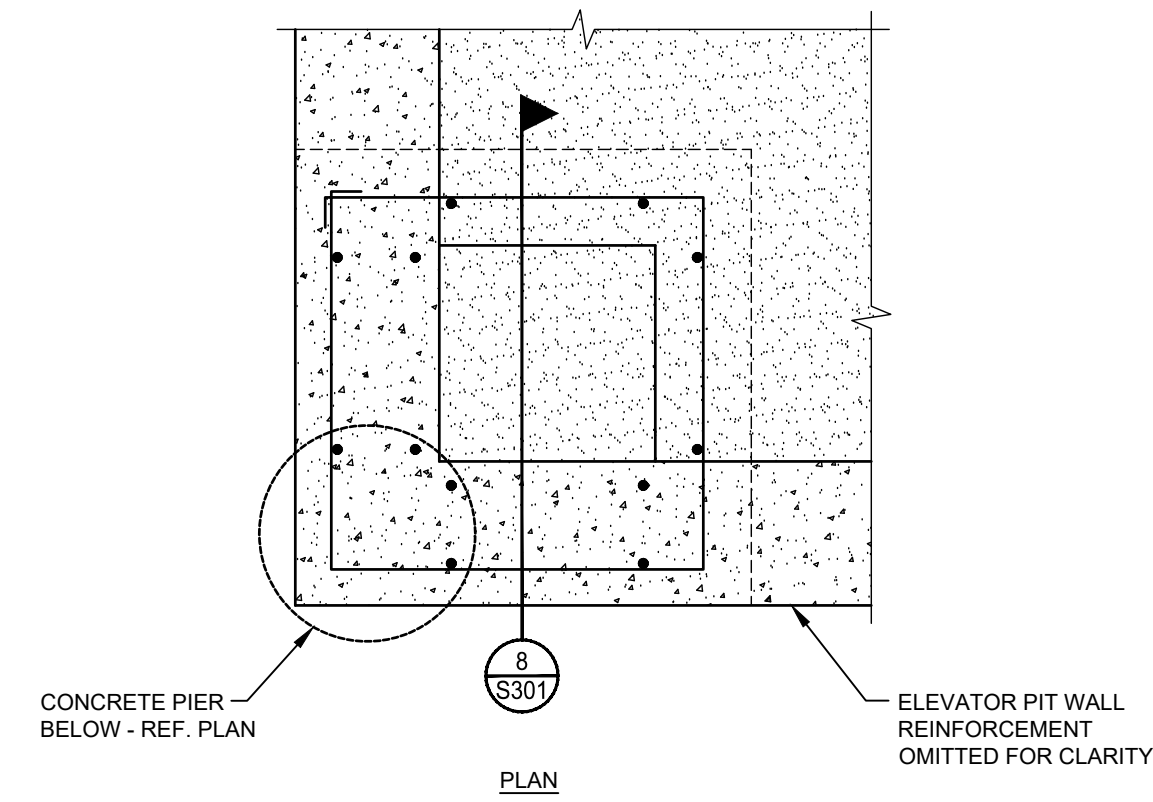 8
S301
CONCRETE PIER
BELOW - REF. PLAN
ELEVATOR PIT WALL
REINFORCEMENT
OMITTED FOR CLARITY
PLAN